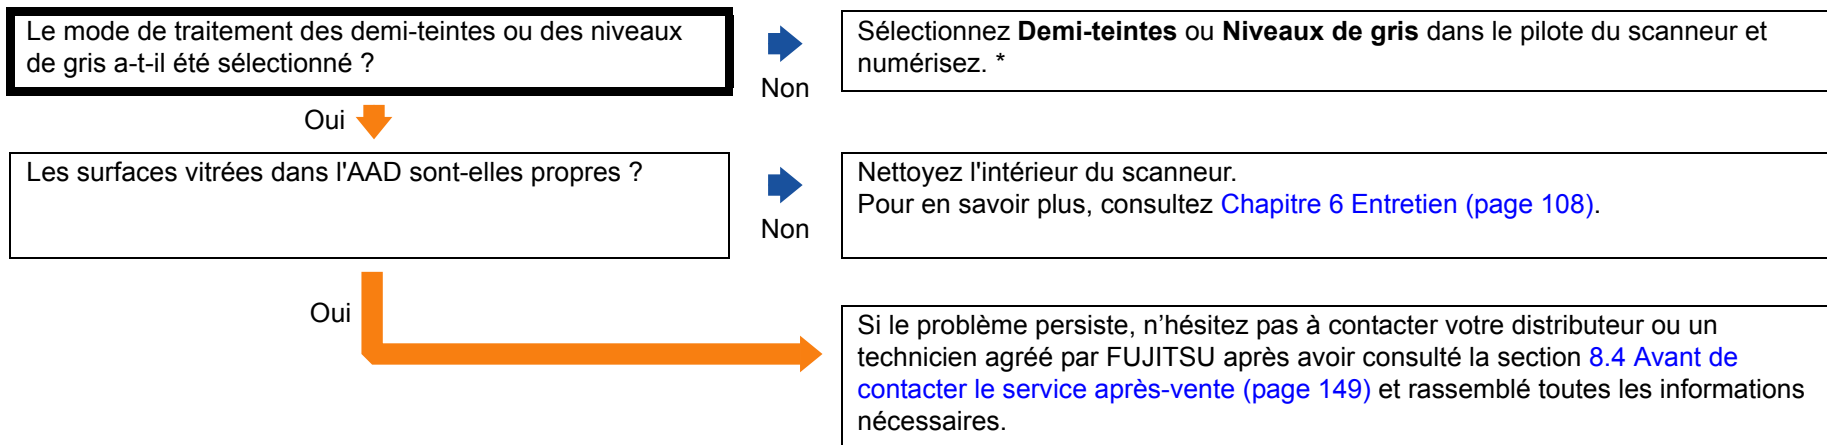 Le mode de traitement des demi-teintes ou des niveaux
de gris a-t-il été sélectionné ?
Non
Sélectionnez Demi-teintes ou Niveaux de gris dans le pilote du scanneur et
numérisez. *
Oui
Les surfaces vitrées dans l'AAD sont-elles propres ?
Non
Nettoyez l'intérieur du scanneur.
Pour en savoir plus, consultez Chapitre 6 Entretien (page 108).
Oui
Si le problème persiste, n’hésitez pas à contacter votre distributeur ou un
technicien agréé par FUJITSU après avoir consulté la section 8.4 Avant de
contacter le service après-vente (page 149) et rassemblé toutes les informations
nécessaires.